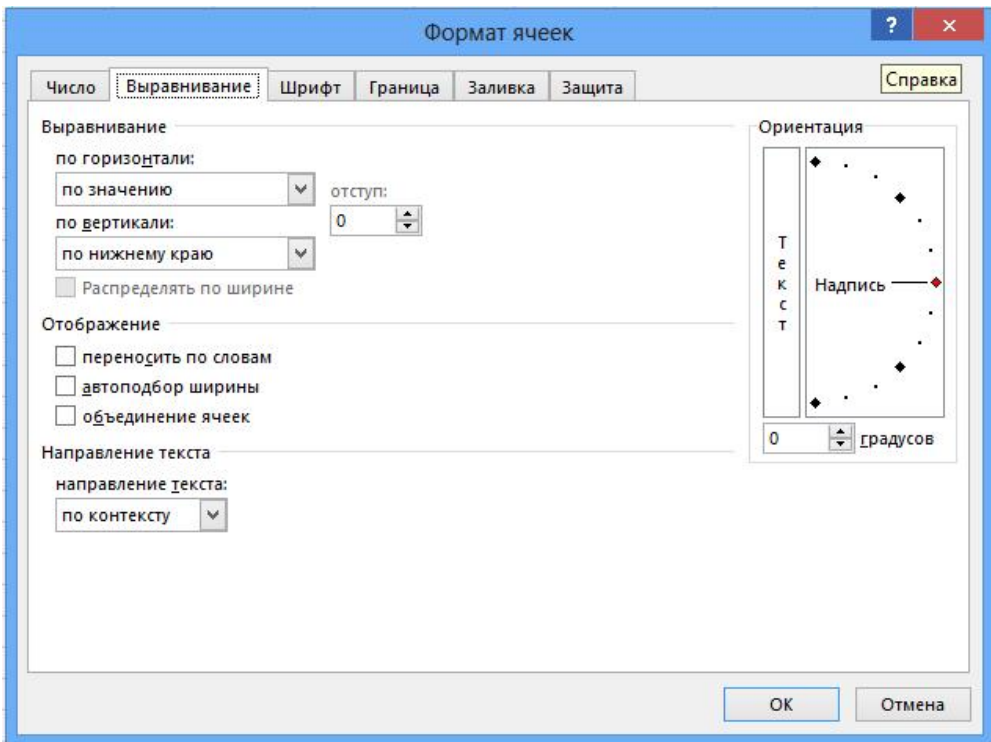 Формат ячеек
?
Справка
Число Выравнивание Шрифт Граница Заливка Защита
Выравнивание
по горизонтали:
по значению
отступ:
0
по вертикали:
по нижнему краю
Распределять по ширине
Отображение
переносить по словам
автоподбор ширины
объединение ячеек
Направление текста
направление текста:
по контексту
Ориентация
Текст
Надпись
0 градусов
ОК Отмена